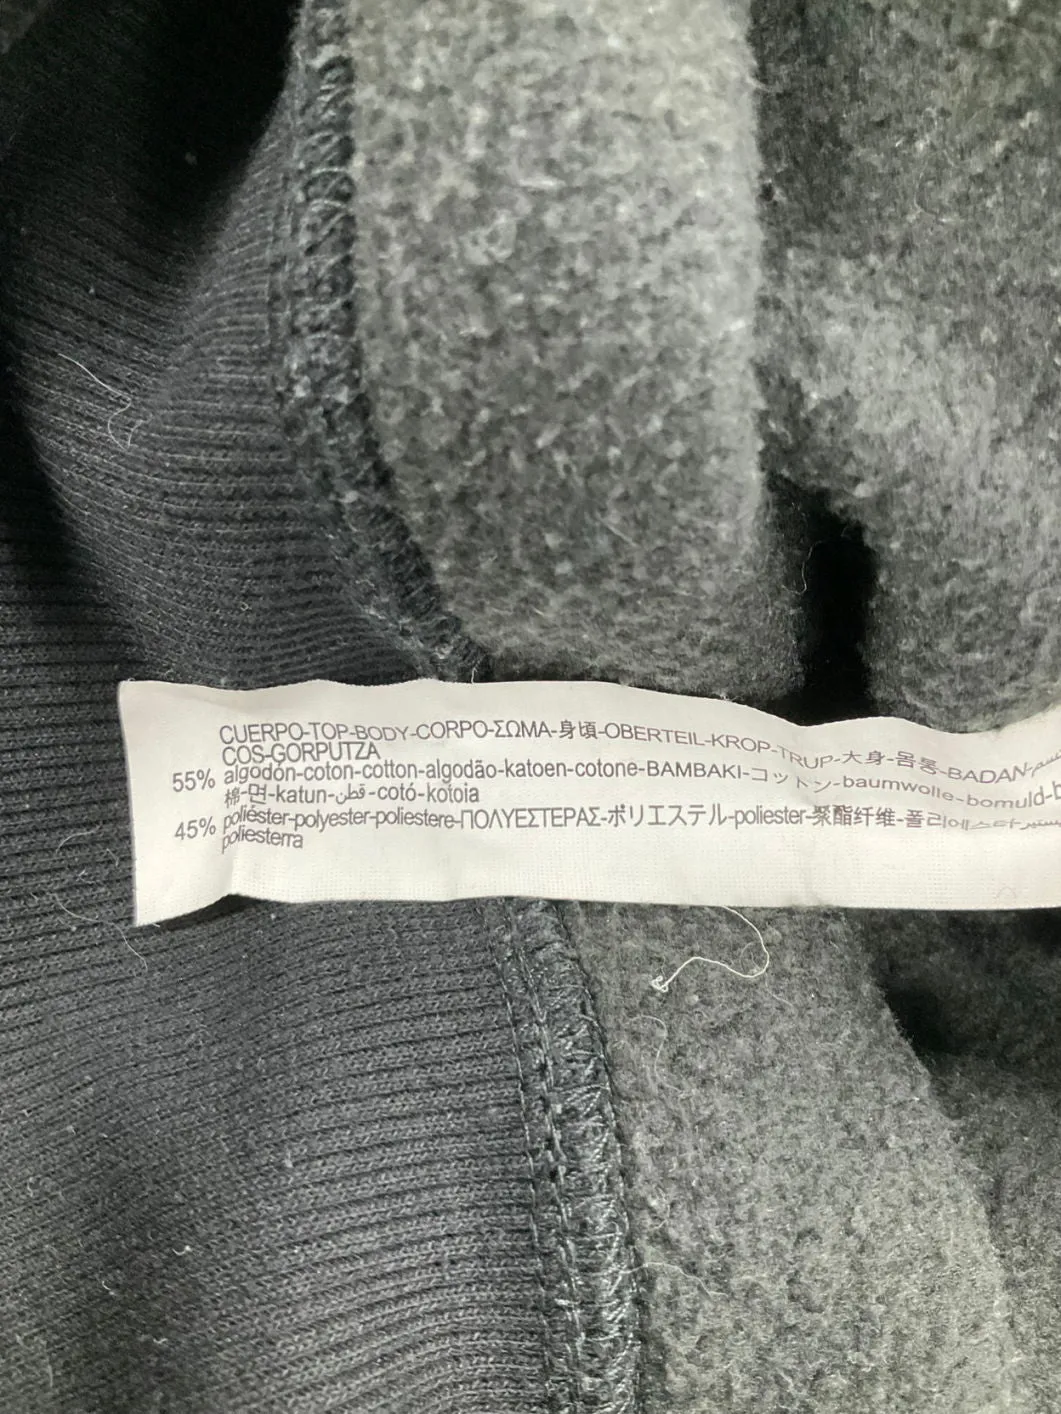 CUERPO-TOP-BODY-CORPO-ΣΩΜΑ-身頃-OBERTEIL-KROP-TRUP-大身-몸통-BADAN-
COS-GORPUTZA
55% algodón-coton-cotton-algodão-katoen-cotone-BAMBAKI-コットン-baumwolle-bomuld-
棉-면-katun-قطن-cotó-kotoia
45% poliéster-polyester-poliestere-ΠΟΛΥΕΣΤΕΡΑΣ-ポリエステル-poliester-聚酯纤维-폴리에스터-
poliesterra